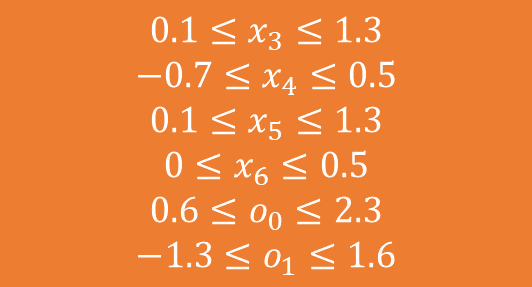 0.1 ≤ x₃ ≤ 1.3
−0.7 ≤ x₄ ≤ 0.5
0.1 ≤ x₅ ≤ 1.3
0 ≤ x₆ ≤ 0.5
0.6 ≤ o₀ ≤ 2.3
−1.3 ≤ o₁ ≤ 1.6